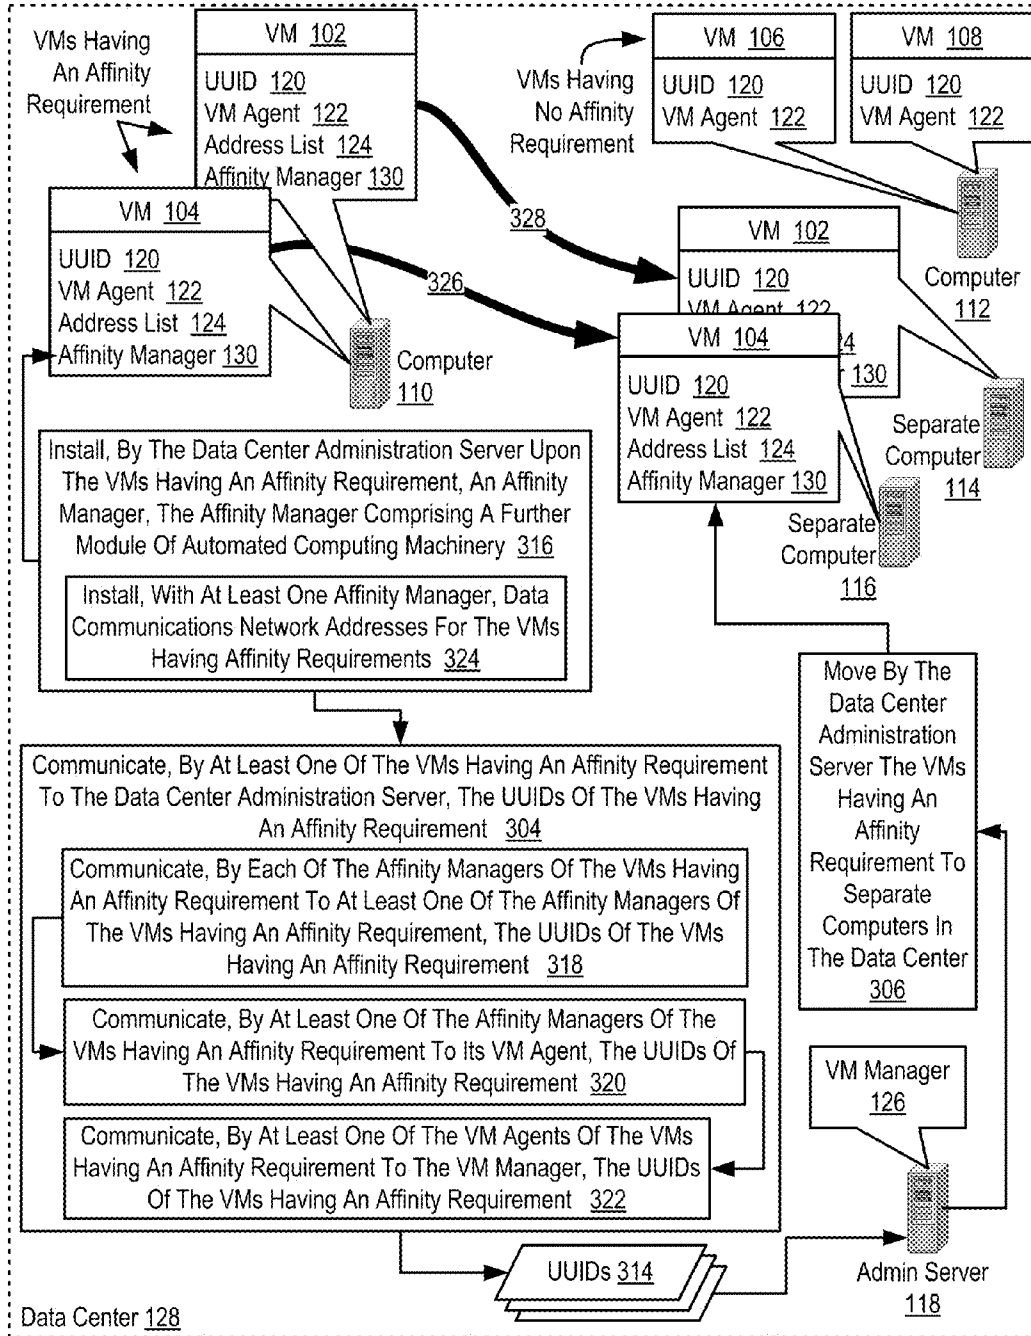 VMs Having
An Affinity
Requirement
VM 102
UUID 120
VM Agent 122
Address List 124
Affinity Manager 130
VM 104
UUID 120
VM Agent 122
Address List 124
Affinity Manager 130
Computer
110
328
326
VMs Having
No Affinity
Requirement
VM 106
UUID 120
VM Agent 122
VM 108
UUID 120
VM Agent 122
Computer
112
VM 102
UUID 120
VM Agent 122
24
er 130
VM 104
UUID 120
VM Agent 122
Address List 124
Affinity Manager 130
Separate
Computer
114
Separate
Computer
116
Install, By The Data Center Administration Server Upon
The VMs Having An Affinity Requirement, An Affinity
Manager, The Affinity Manager Comprising A Further
Module Of Automated Computing Machinery 316
Install, With At Least One Affinity Manager, Data
Communications Network Addresses For The VMs
Having Affinity Requirements 324
Communicate, By At Least One Of The VMs Having An Affinity Requirement
To The Data Center Administration Server, The UUIDs Of The VMs Having
An Affinity Requirement 304
Communicate, By Each Of The Affinity Managers Of The VMs Having
An Affinity Requirement To At Least One Of The Affinity Managers Of
The VMs Having An Affinity Requirement, The UUIDs Of The VMs
Having An Affinity Requirement 318
Communicate, By At Least One Of The Affinity Managers Of The
VMs Having An Affinity Requirement To Its VM Agent, The UUIDs Of
The VMs Having An Affinity Requirement 320
Communicate, By At Least One Of The VM Agents Of The VMs
Having An Affinity Requirement To The VM Manager, The UUIDs
Of The VMs Having An Affinity Requirement 322
Move By The
Data Center
Administration
Server The VMs
Having An
Affinity
Requirement To
Separate
Computers In
The Data Center
306
VM Manager
126
UUIDs 314
Admin Server
118
Data Center 128